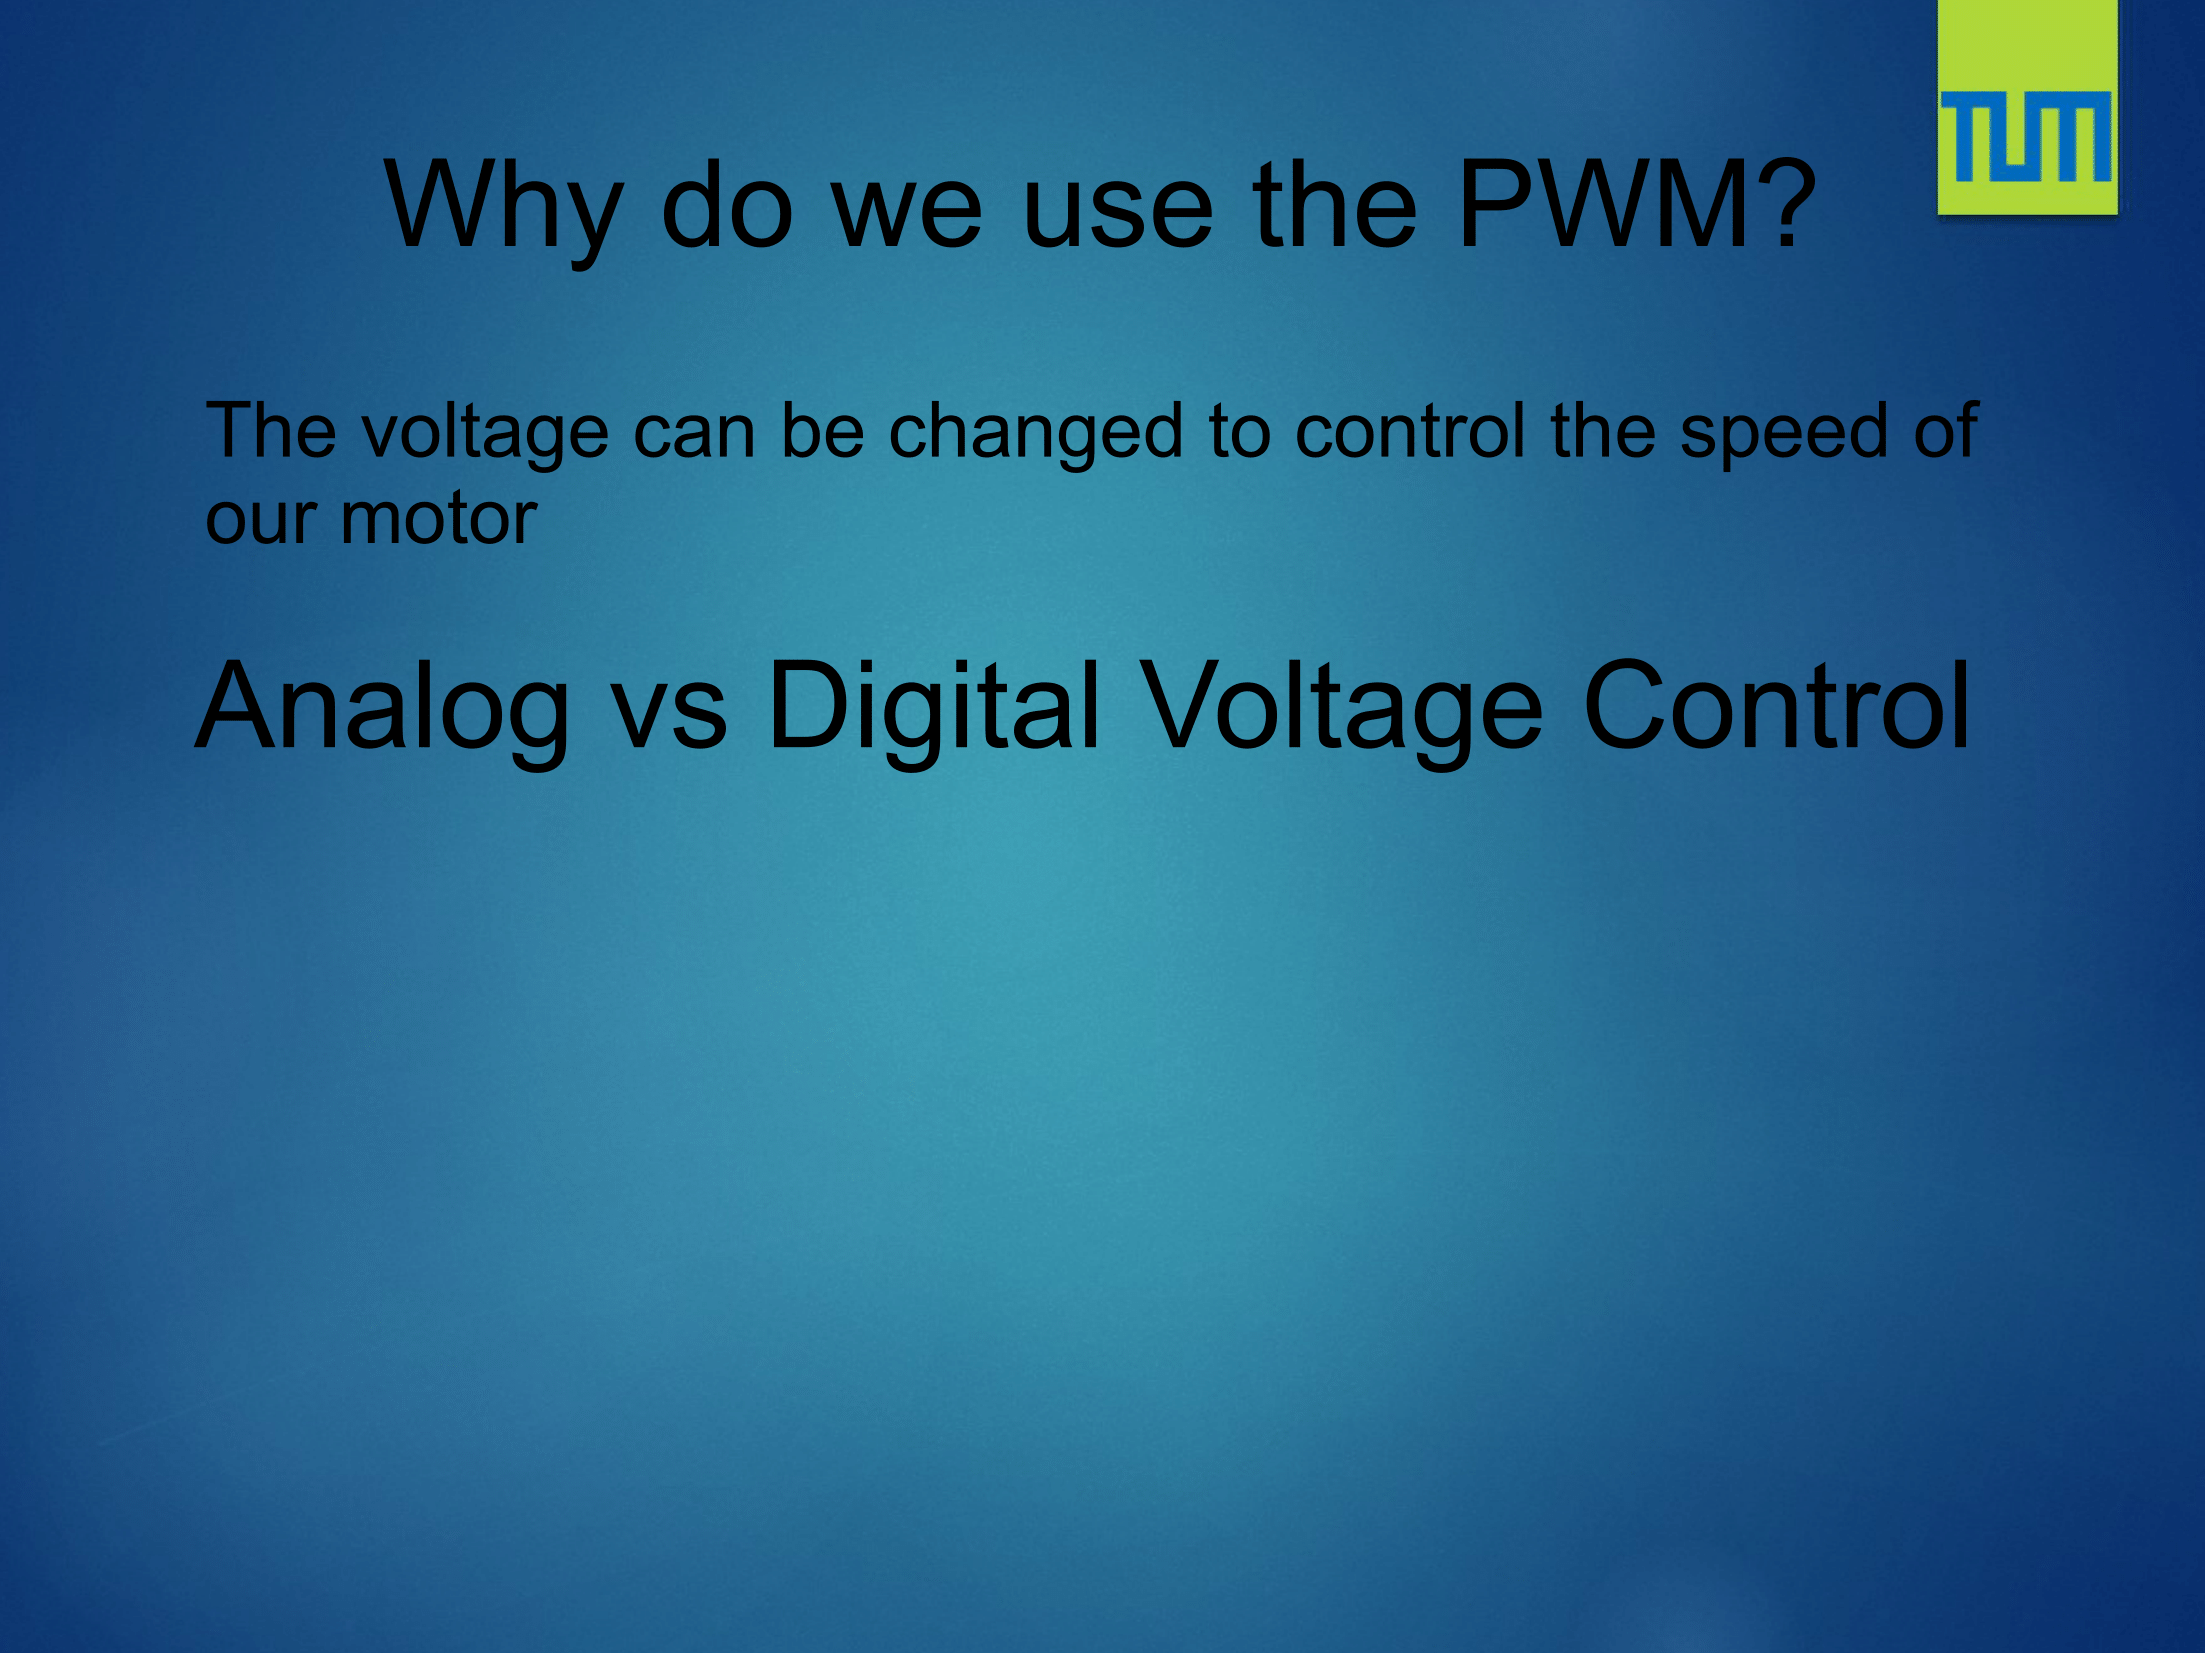 TUM
Why do we use the PWM?
The voltage can be changed to control the speed of
our motor
Analog vs Digital Voltage Control